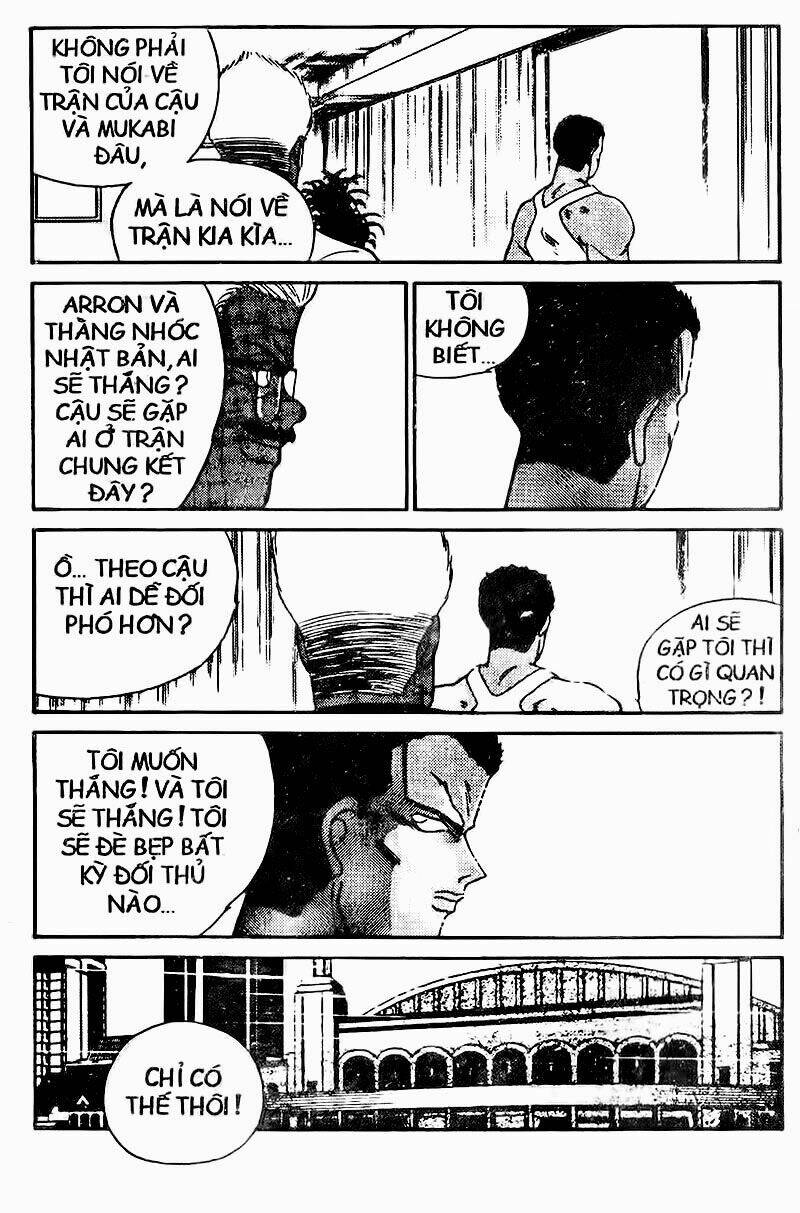 KHÔNG PHẢI
TÔI NÓI VỀ
TRẬN CỦA CẬU
VÀ MUKABI
ĐÂU,
MÀ LÀ NÓI VỀ
TRẬN KIA KÌA...
ARRON VÀ
THẰNG NHÓC
NHẬT BẢN, AI
SẼ THẮNG?
CẬU SẼ GẶP
AI Ở TRẬN
CHUNG KẾT
ĐÂY?
TÔI
KHÔNG
BIẾT...
Ồ... THEO CẬU
THÌ AI DỄ ĐỐI
PHÓ HƠN?
AI SẼ
GẶP TÔI THÌ
CÓ GÌ QUAN
TRỌNG?!
TÔI MUỐN
THẮNG! VÀ TÔI
SẼ THẮNG! TÔI
SẼ ĐÈ BẸP BẤT
KỲ ĐỐI THỦ
NÀO...
CHỈ CÓ
THẾ THÔI!